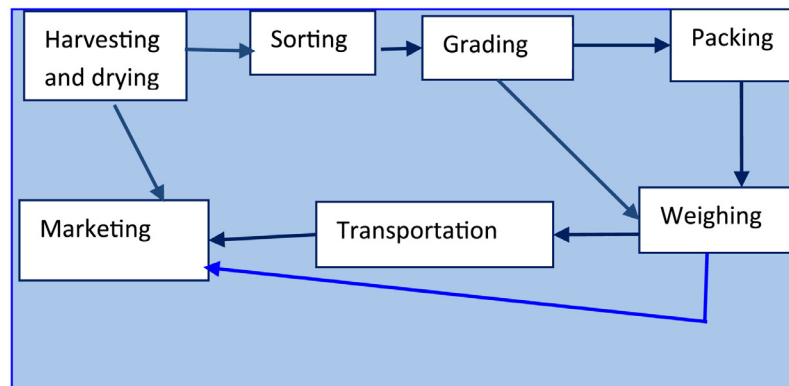 Harvesting
and drying
Sorting
Grading
Packing
Marketing
Transportation
Weighing